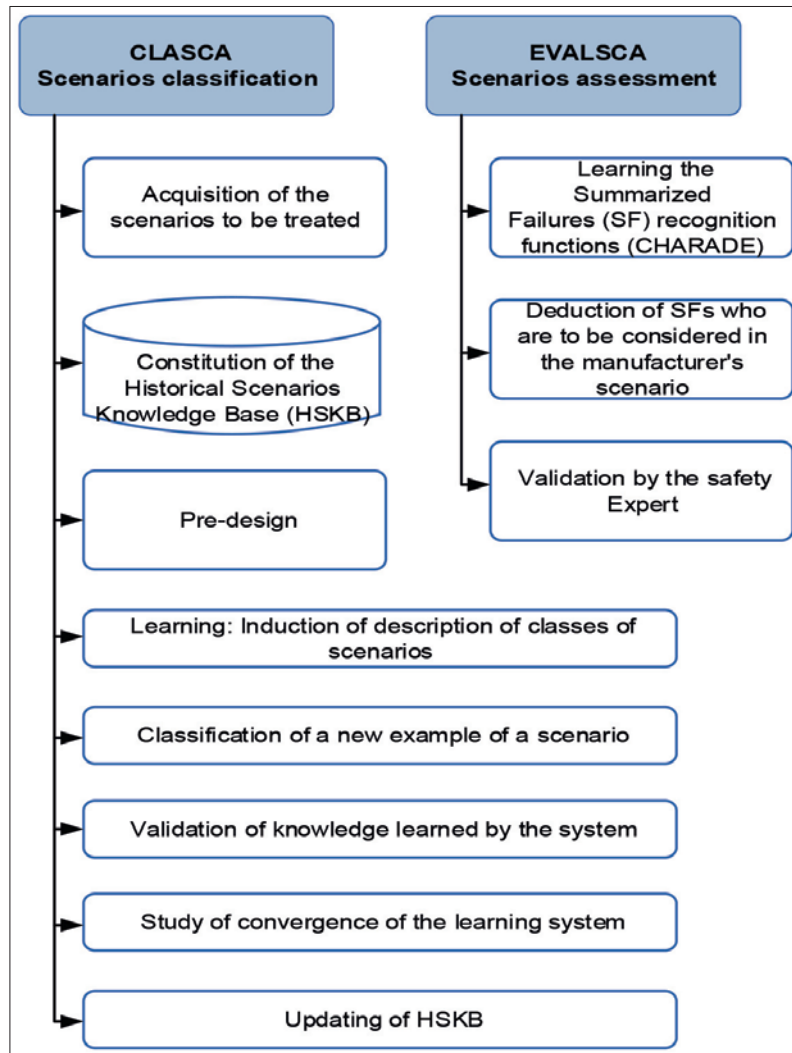 CLASCA
Scenarios classification
Acquisition of the
scenarios to be treated
Constitution of the
Historical Scenarios
Knowledge Base (HSKB)
Pre-design
Learning: Induction of description of classes of
scenarios
Classification of a new example of a scenario
Validation of knowledge learned by the system
Study of convergence of the learning system
Updating of HSKB
EVALSCA
Scenarios assessment
Learning the
Summarized
Failures (SF) recognition
functions (CHARADE)
Deduction of SFs who
are to be considered in
the manufacturer's
scenario
Validation by the safety
Expert